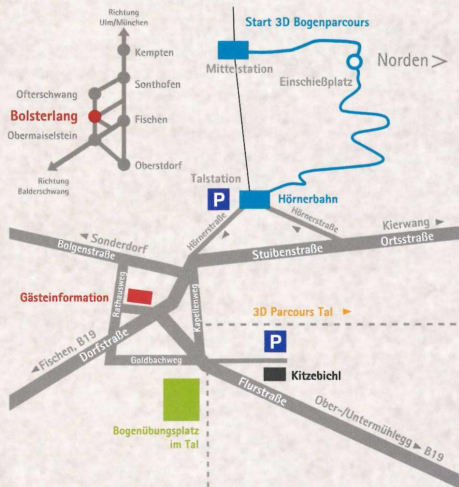 Richtung
Ulm/München
Kempten
Sonthofen
Ofterschwang
Bolsterlang
Fischen
Obermaiselstein
Oberstdorf
Richtung
Balderschwang
Start 3D Bogenparcours
Mittelstation
Einschießplatz
Norden >
Talstation
P
Hörnerbahn
Hörnerstraße
Hörnerstraße
Kierwang
Ortsstraße
Stuibenstraße
Sonderdorf
Bolgenstraße
Gästeinformation
Rathausweg
Kapellenweg
3D Parcours Tal
P
Fischen, B19
Dorfstraße
Goldbachweg
Kitzebichl
Flurstraße
Ober-/Untermühlegg
B19
Bogenübungsplatz
im Tal